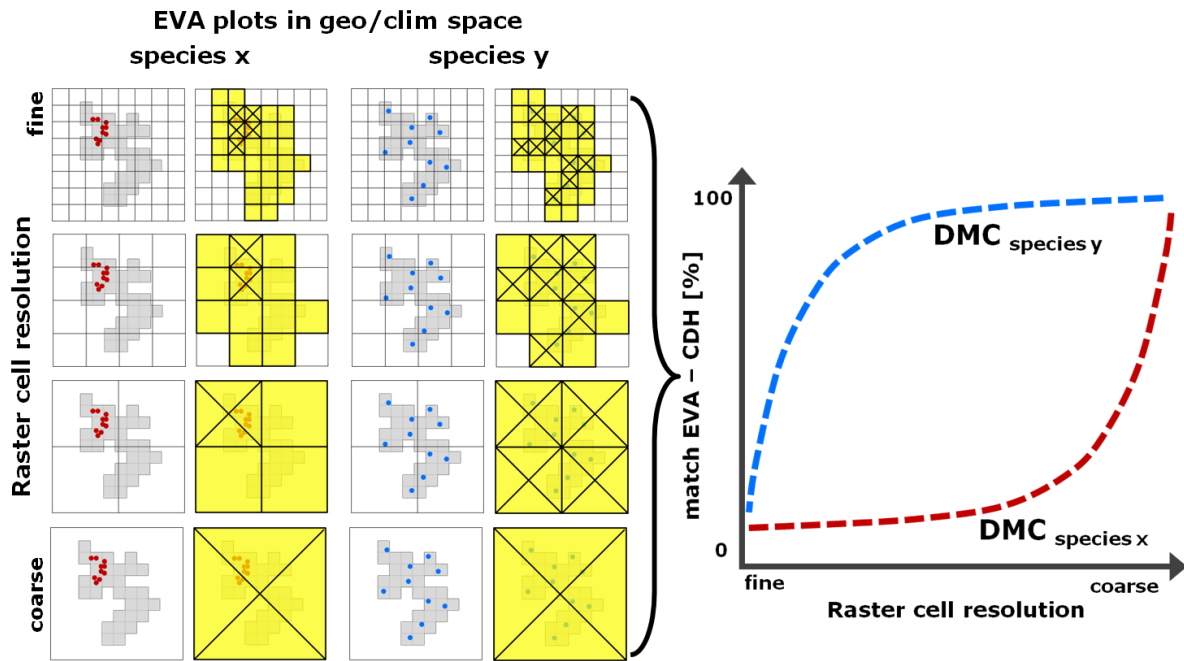 EVA plots in geo/clim space
species x
species y
fine
Raster cell resolution
coarse
match EVA – CDH [%]
100
0
DMC species y
DMC species x
fine
coarse
Raster cell resolution